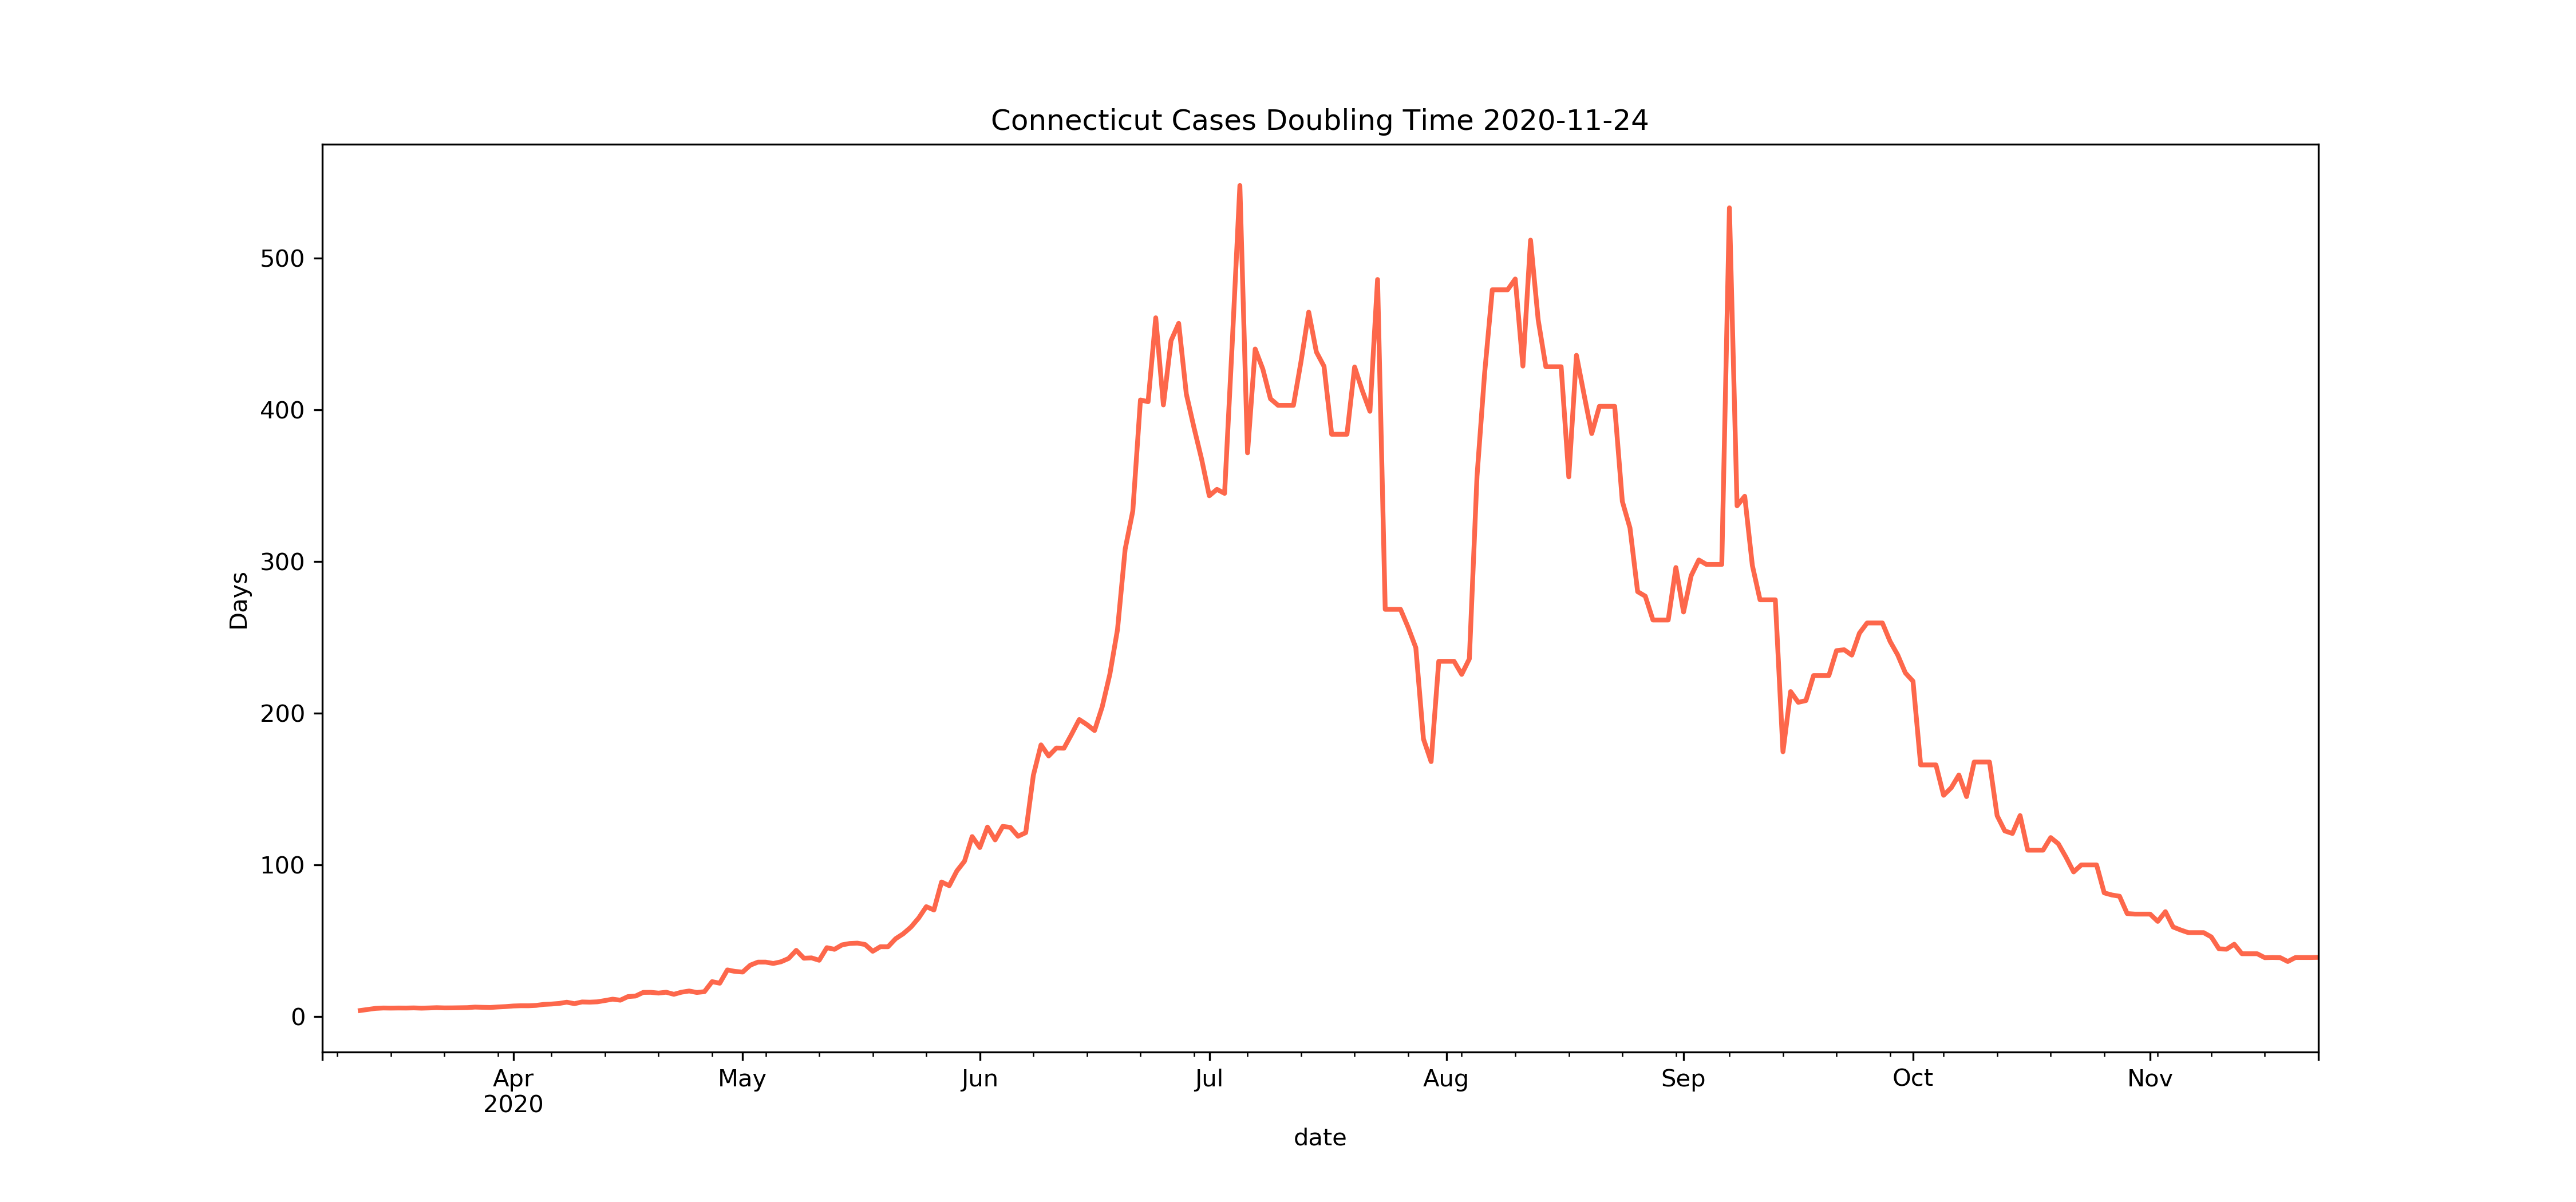 Connecticut Cases Doubling Time 2020-11-24
500
400
300
200
100
0
Days
Apr May Jun Jul Aug Sep Oct Nov
2020
date